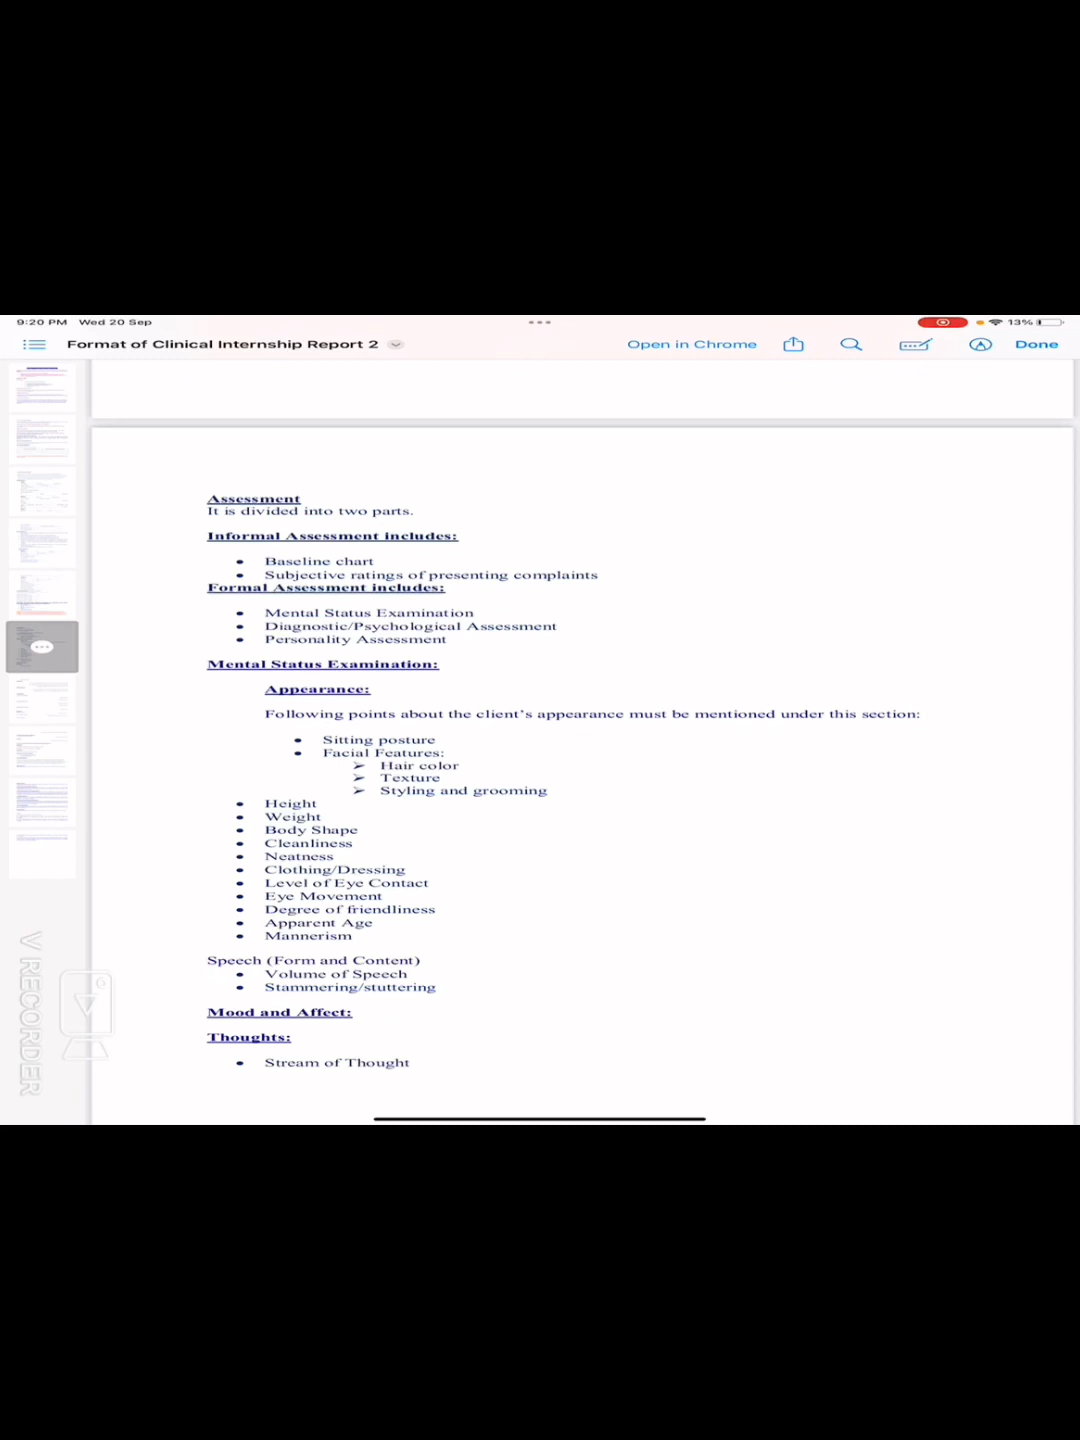 9:20 PM Wed 20 Sep
13%
Format of Clinical Internship Report 2
Open in Chrome
Done
Assessment
It is divided into two parts.
Informal Assessment includes:
• Baseline chart
• Subjective ratings of presenting complaints
Formal Assessment includes:
• Mental Status Examination
• Diagnostic/Psychological Assessment
• Personality Assessment
Mental Status Examination:
Appearance:
Following points about the client's appearance must be mentioned under this section:
• Sitting posture
• Facial Features:
➢ Hair color
➢ Texture
➢ Styling and grooming
• Height
• Weight
• Body Shape
• Cleanliness
• Neatness
• Clothing/Dressing
• Level of Eye Contact
• Eye Movement
• Degree of friendliness
• Apparent Age
• Mannerism
Speech (Form and Content)
• Volume of Speech
• Stammering/stuttering
Mood and Affect:
Thoughts:
• Stream of Thought
V RECORDER